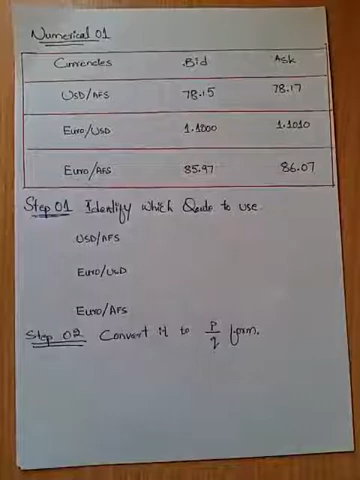 Numerical 01
Currencies Bid Ask
USD/AFS 78.15 78.17
Euro/USD 1.1000 1.1010
Euro/AFS 85.97 86.07
Step 01 Identify which Quote to use.
USD/AFS
Euro/USD
Euro/AFS
Step 02 Convert it to P/q form.